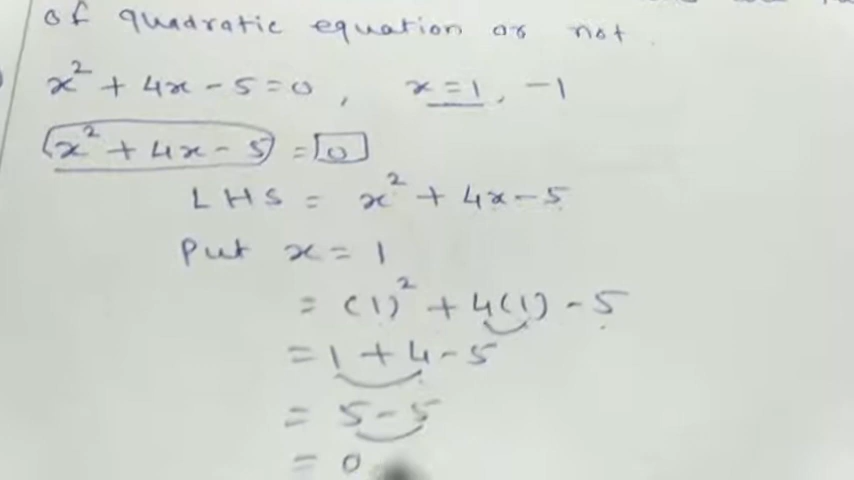 of quadratic equation or not.
x² + 4x - 5 = 0, x = 1, -1
x² + 4x - 5 = 0
LHS = x² + 4x - 5
Put x = 1
= (1)² + 4(1) - 5
= 1 + 4 - 5
= 5 - 5
= 0